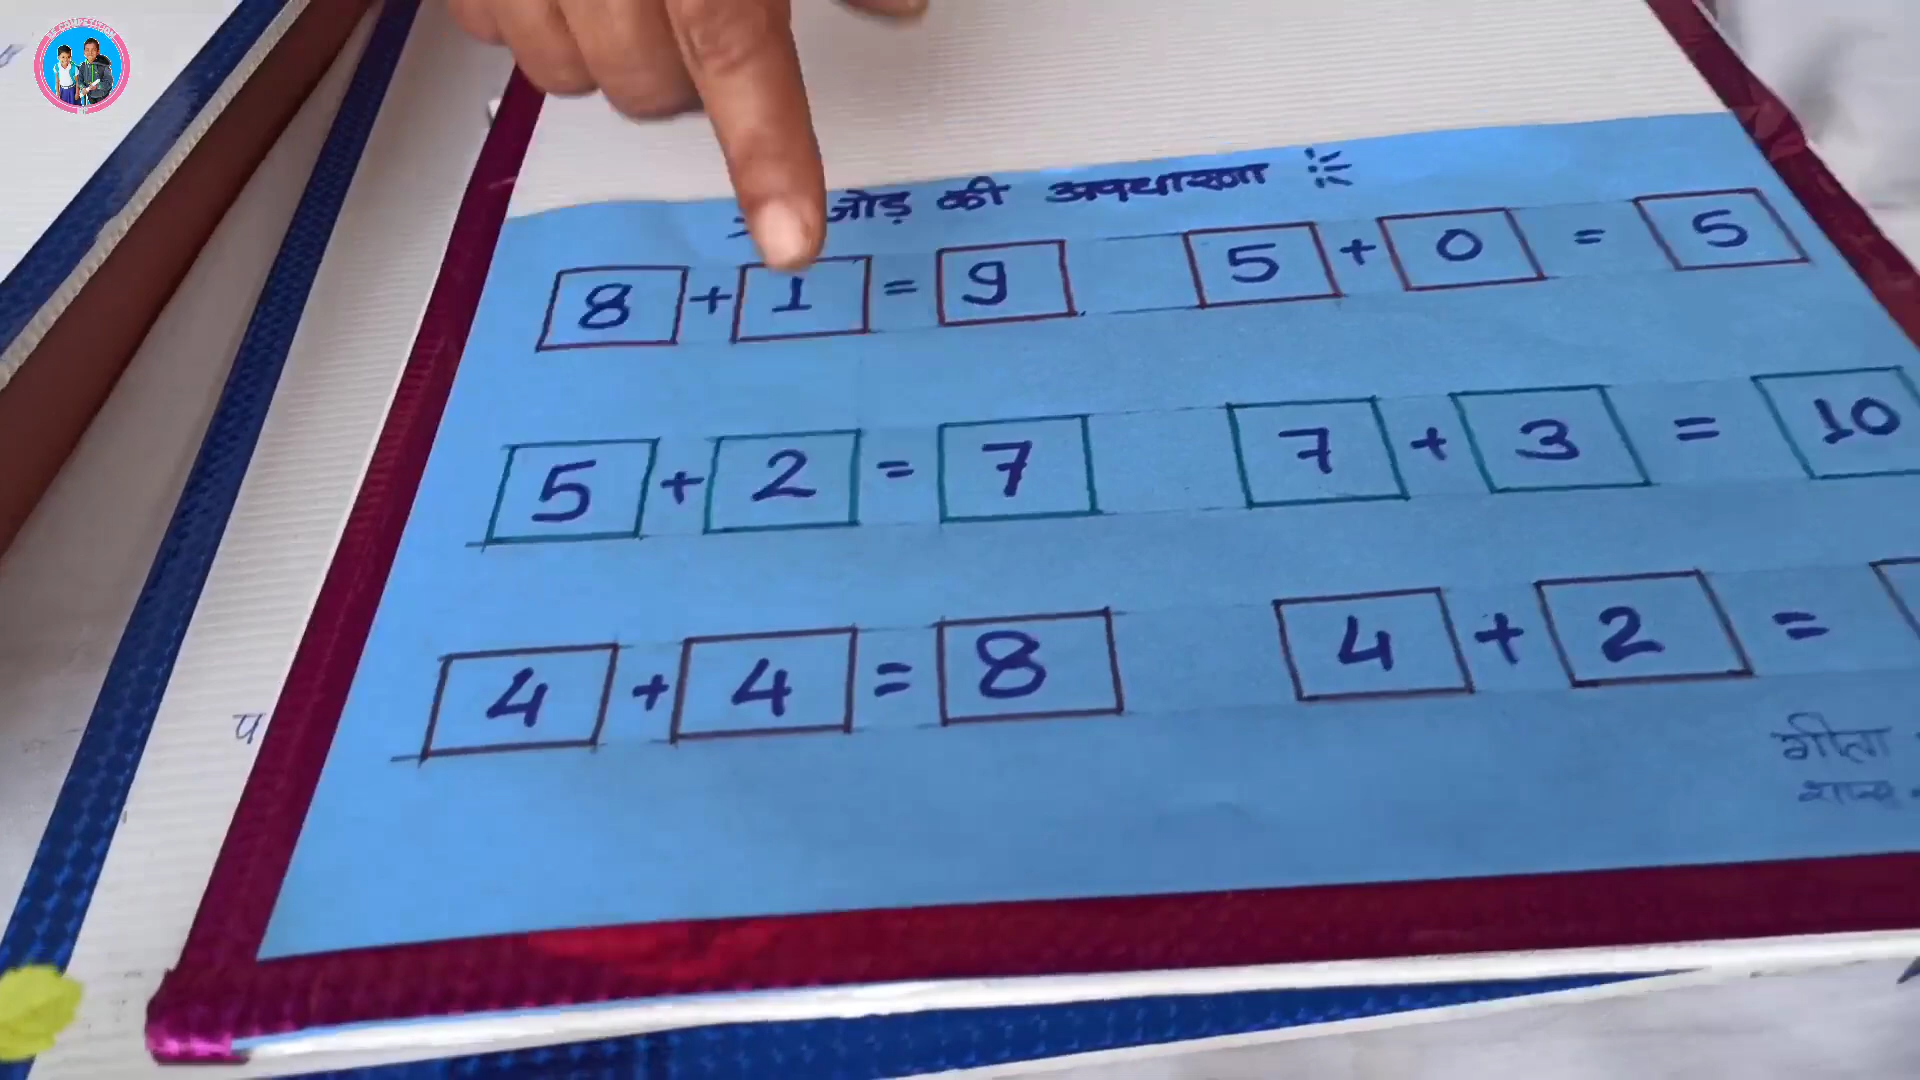 जोड़ की अवधारणा
8 + 1 = 9 5 + 0 = 5
5 + 2 = 7 7 + 3 = 10
4 + 4 = 8 4 + 2 =
गीता
प